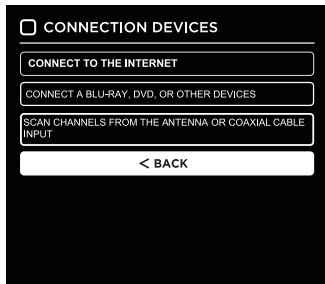 CONNECTION DEVICES
CONNECT TO THE INTERNET
CONNECT A BLU-RAY, DVD, OR OTHER DEVICES
SCAN CHANNELS FROM THE ANTENNA OR COAXIAL CABLE
INPUT
< BACK